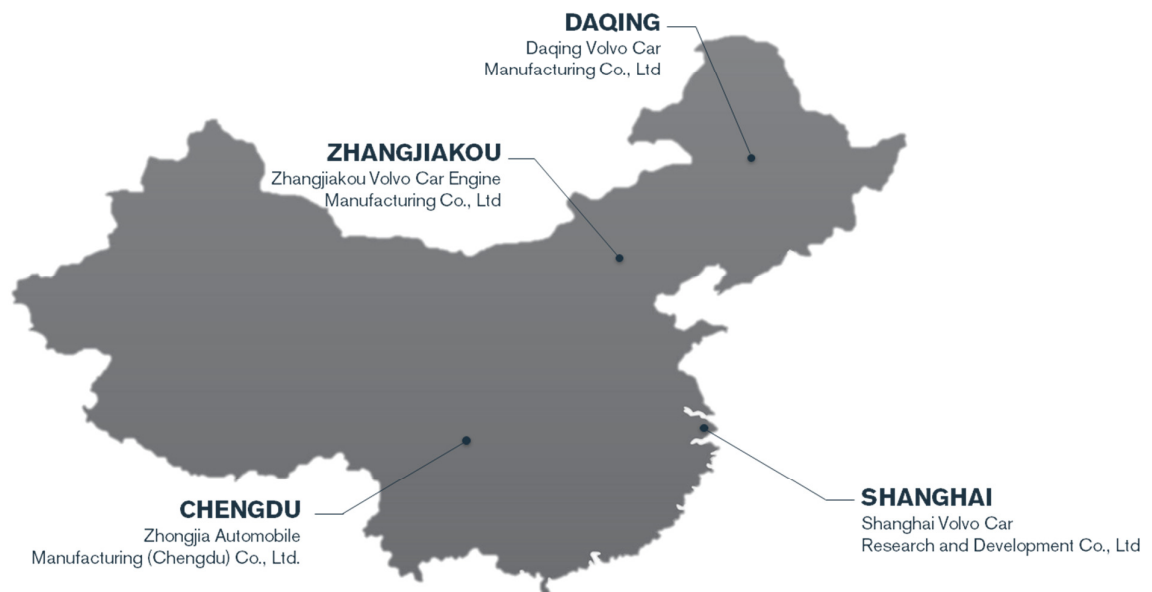 DAQING
Daqing Volvo Car
Manufacturing Co., Ltd
ZHANGJIAKOU
Zhangjiakou Volvo Car Engine
Manufacturing Co., Ltd
CHENGDU
Zhongjia Automobile
Manufacturing (Chengdu) Co., Ltd.
SHANGHAI
Shanghai Volvo Car
Research and Development Co., Ltd